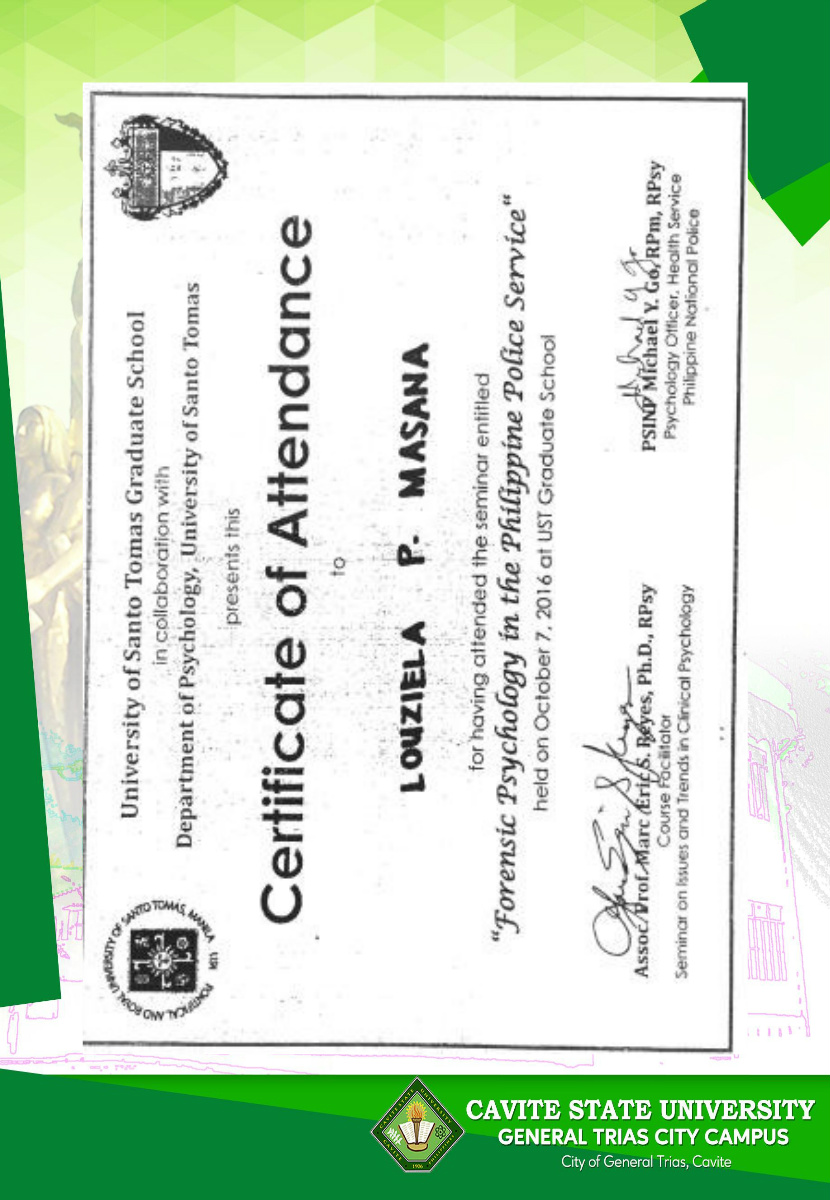 University of Santo Tomas Graduate School
in collaboration with
Department of Psychology, University of Santo Tomas
presents this
Certificate of Attendance
to
LOUZIELA P. MASANA
for having attended the seminar entitled
"Forensic Psychology in the Philippine Police Service"
held on October 7, 2016 at UST Graduate School
Assoc. Prof. Marc Eric S. Reyes, Ph.D., RPsy
Course Facilitator
Seminar on Issues and Trends in Clinical Psychology
PSINP Michael Y. Go, RPm, RPsy
Psychology Officer, Health Service
Philippine National Police
PONTIFICAL AND ROYAL UNIVERSITY OF SANTO TOMAS, MANILA
UST
CAVITE STATE UNIVERSITY
GENERAL TRIAS CITY CAMPUS
City of General Trias, Cavite
1906